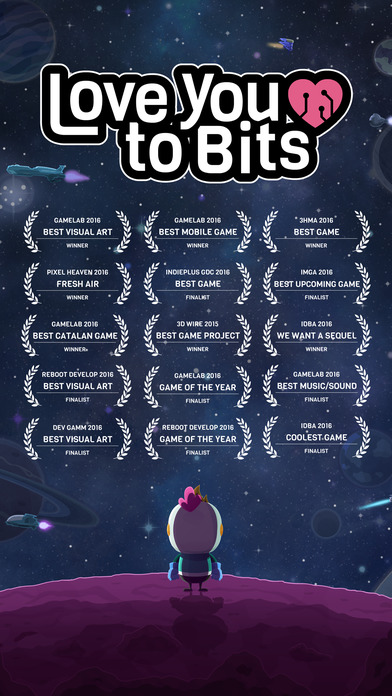 Love You
to Bits
GAMELAB 2016
BEST VISUAL ART
WINNER
GAMELAB 2016
BEST MOBILE GAME
WINNER
3HMA 2016
BEST GAME
WINNER
PIXEL HEAVEN 2016
FRESH AIR
WINNER
INDIEPLUS GDC 2016
BEST GAME
FINALIST
IMGA 2016
BEST UPCOMING GAME
FINALIST
GAMELAB 2016
BEST CATALAN GAME
WINNER
3D WIRE 2015
BEST GAME PROJECT
WINNER
IDBA 2016
WE WANT A SEQUEL
WINNER
REBOOT DEVELOP 2016
BEST VISUAL ART
FINALIST
GAMELAB 2016
GAME OF THE YEAR
FINALIST
GAMELAB 2016
BEST MUSIC/SOUND
FINALIST
DEV GAMM 2016
BEST VISUAL ART
FINALIST
REBOOT DEVELOP 2016
GAME OF THE YEAR
FINALIST
IDBA 2016
COOLEST GAME
FINALIST